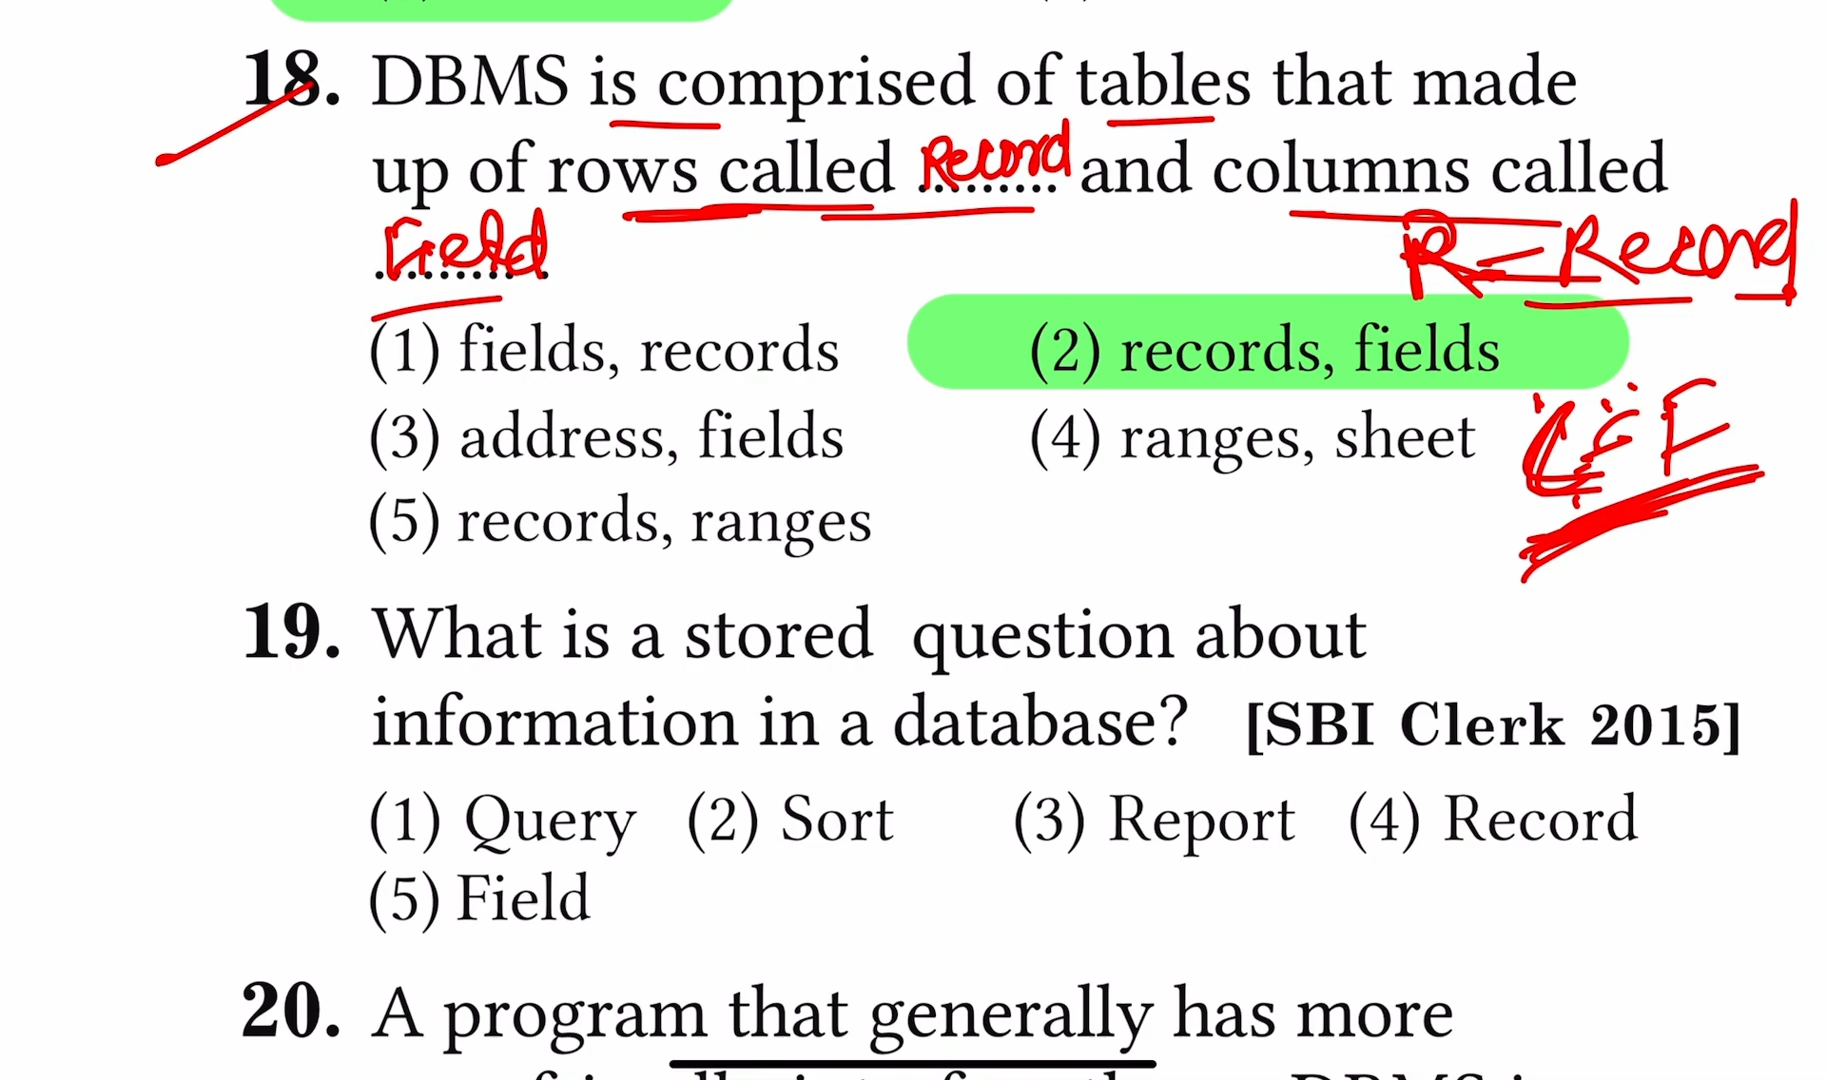 18. DBMS is comprised of tables that made
up of rows called Record and columns called
Field
R = Record
(1) fields, records (2) records, fields
(3) address, fields (4) ranges, sheet
(5) records, ranges
19. What is a stored question about
information in a database? [SBI Clerk 2015]
(1) Query (2) Sort (3) Report (4) Record
(5) Field
20. A program that generally has more